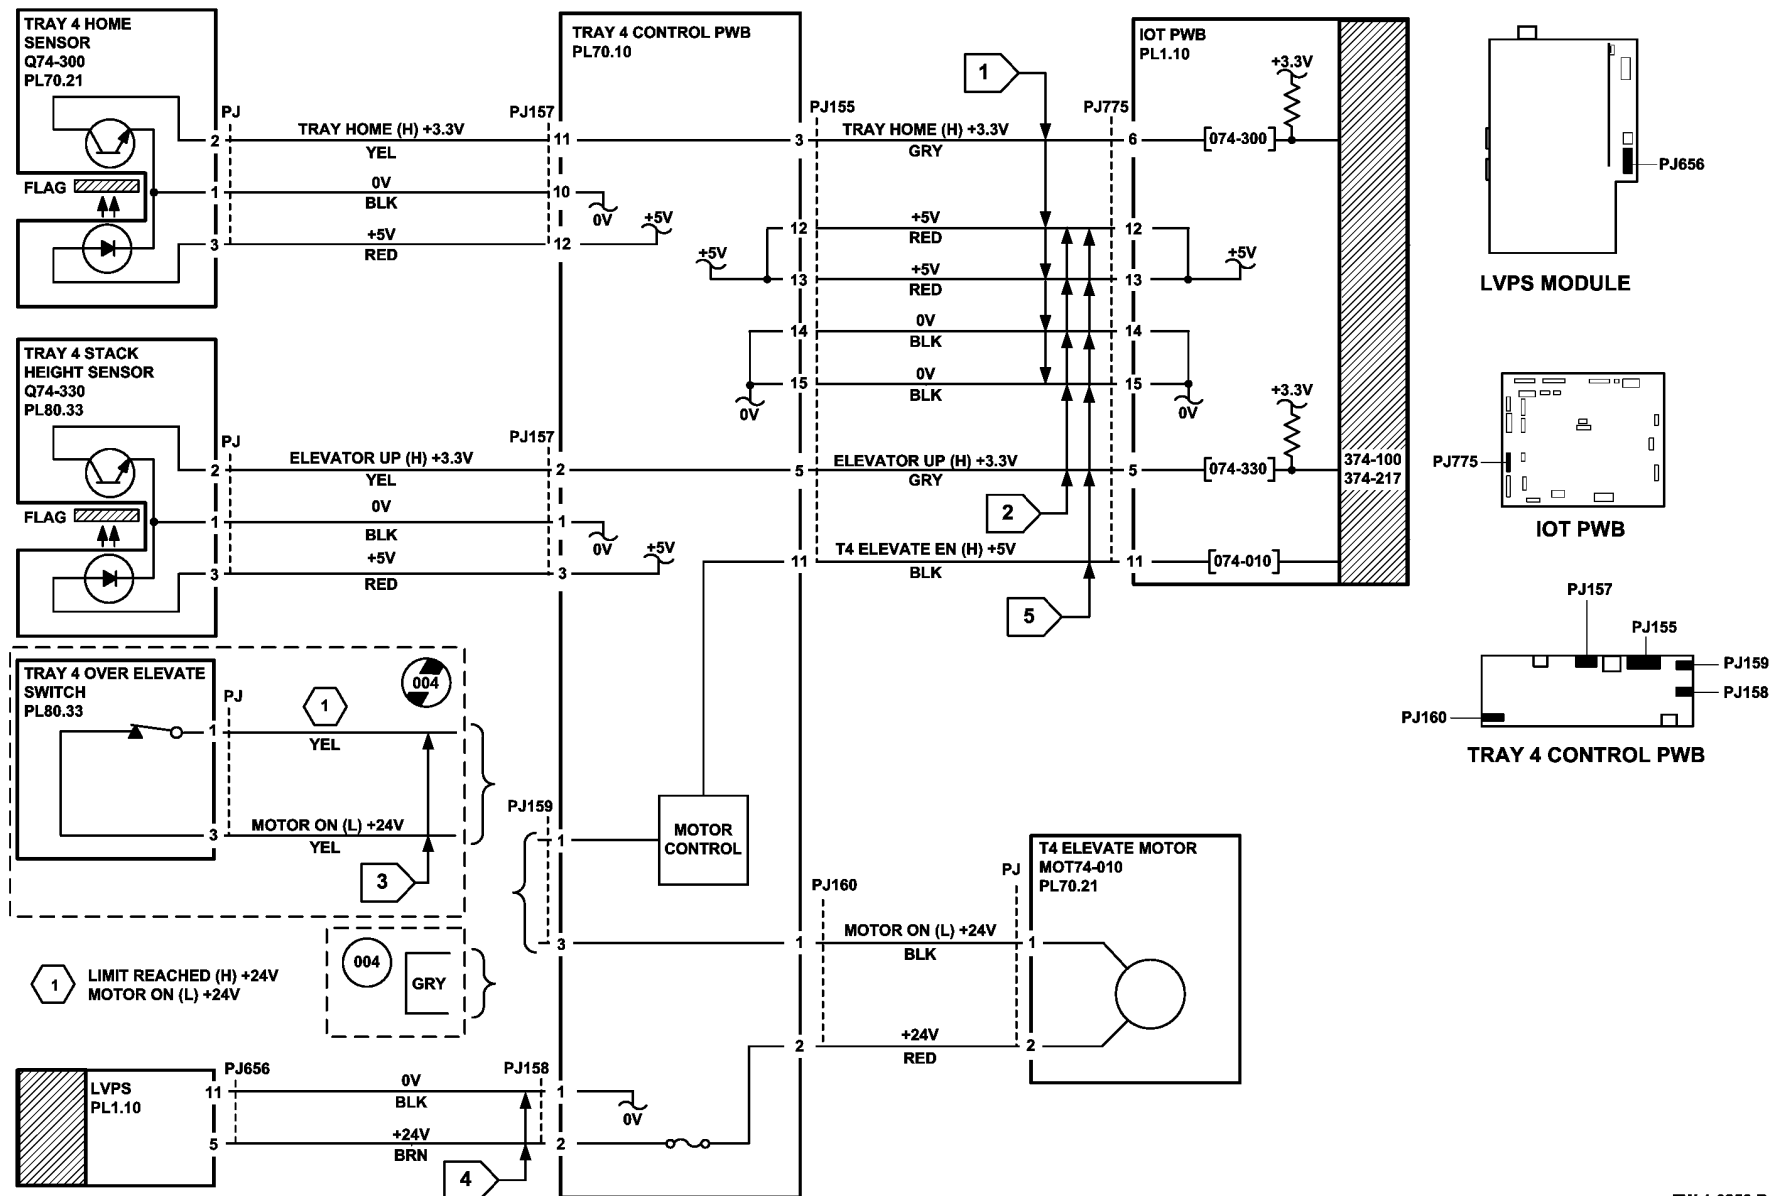 TRAY 4 HOME
SENSOR
Q74-300
PL70.21
PJ
2
TRAY HOME (H) +3.3V
YEL
PJ157
11
FLAG
1
0V
BLK
10
0V
3
+5V
RED
12
+5V
TRAY 4 CONTROL PWB
PL70.10
PJ155
3
TRAY HOME (H) +3.3V
GRY
1
PJ775
6
IOT PWB
PL1.10
+3.3V
074-300
+5V
12
+5V
RED
12
13
+5V
RED
13
+5V
14
0V
BLK
14
15
0V
BLK
15
0V
0V
TRAY 4 STACK
HEIGHT SENSOR
Q74-330
PL80.33
PJ
2
ELEVATOR UP (H) +3.3V
YEL
PJ157
2
5
ELEVATOR UP (H) +3.3V
GRY
5
074-330
+3.3V
374-100
374-217
FLAG
1
0V
BLK
1
0V
2
3
+5V
RED
3
+5V
11
T4 ELEVATE EN (H) +5V
BLK
11
074-010
5
TRAY 4 OVER ELEVATE
SWITCH
PL80.33
PJ
1
1
YEL
004
3
MOTOR ON (L) +24V
YEL
3
PJ159
1
3
MOTOR
CONTROL
004
GRY
1
LIMIT REACHED (H) +24V
MOTOR ON (L) +24V
PJ160
1
MOTOR ON (L) +24V
BLK
PJ
1
T4 ELEVATE MOTOR
MOT74-010
PL70.21
2
+24V
RED
2
LVPS
PL1.10
PJ656
11
0V
BLK
PJ158
1
0V
5
+24V
BRN
2
4
PJ656
LVPS MODULE
PJ775
IOT PWB
PJ157
PJ155
PJ159
PJ158
PJ160
TRAY 4 CONTROL PWB